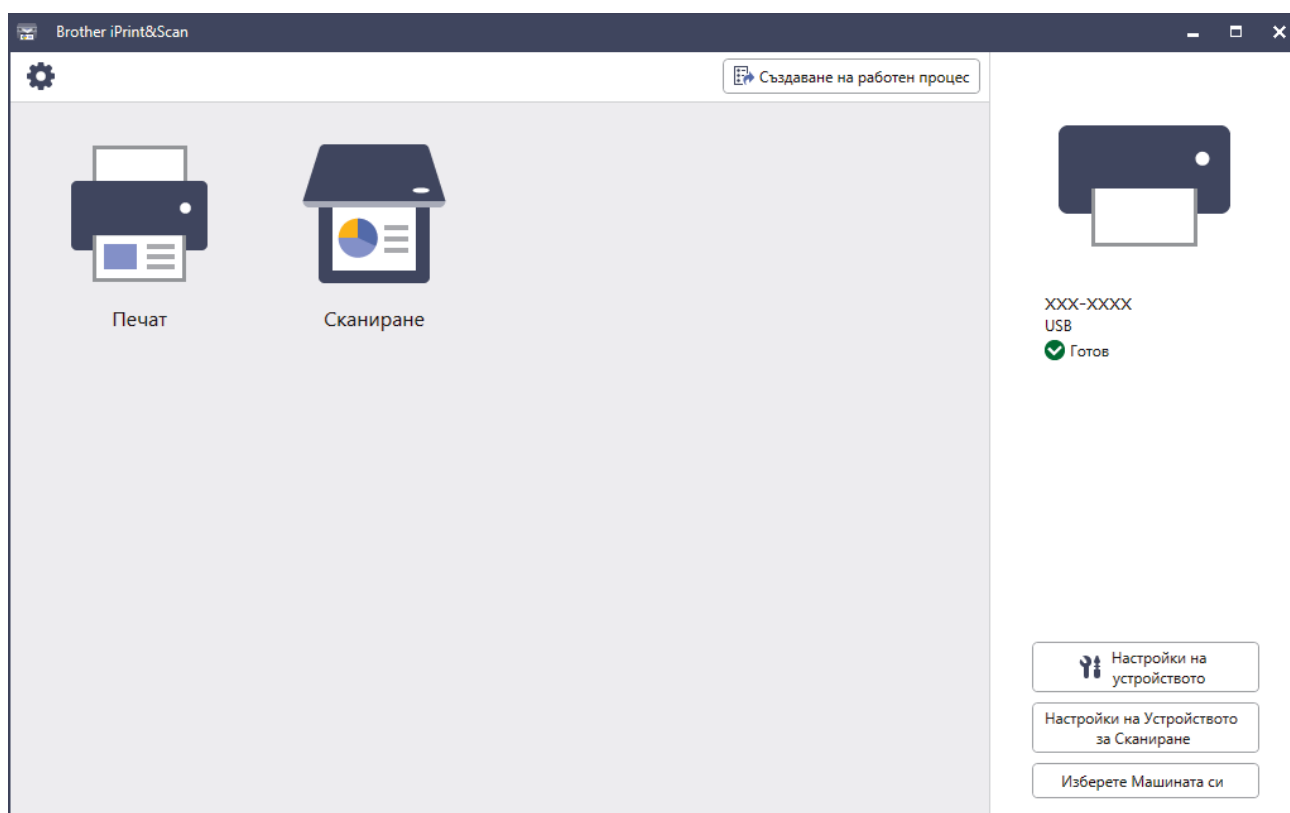 Brother iPrint&Scan
Създаване на работен процес
Печат
Сканиране
XXX-XXXX
USB
Готов
Настройки на
устройството
Настройки на Устройството
за Сканиране
Изберете Машината си